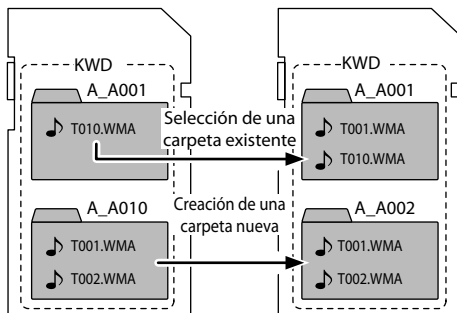 KWD
A_A001
T010.WMA
Selección de una
carpeta existente
KWD
A_A001
T001.WMA
T010.WMA
A_A010
T001.WMA
T002.WMA
Creación de una
carpeta nueva
A_A002
T001.WMA
T002.WMA